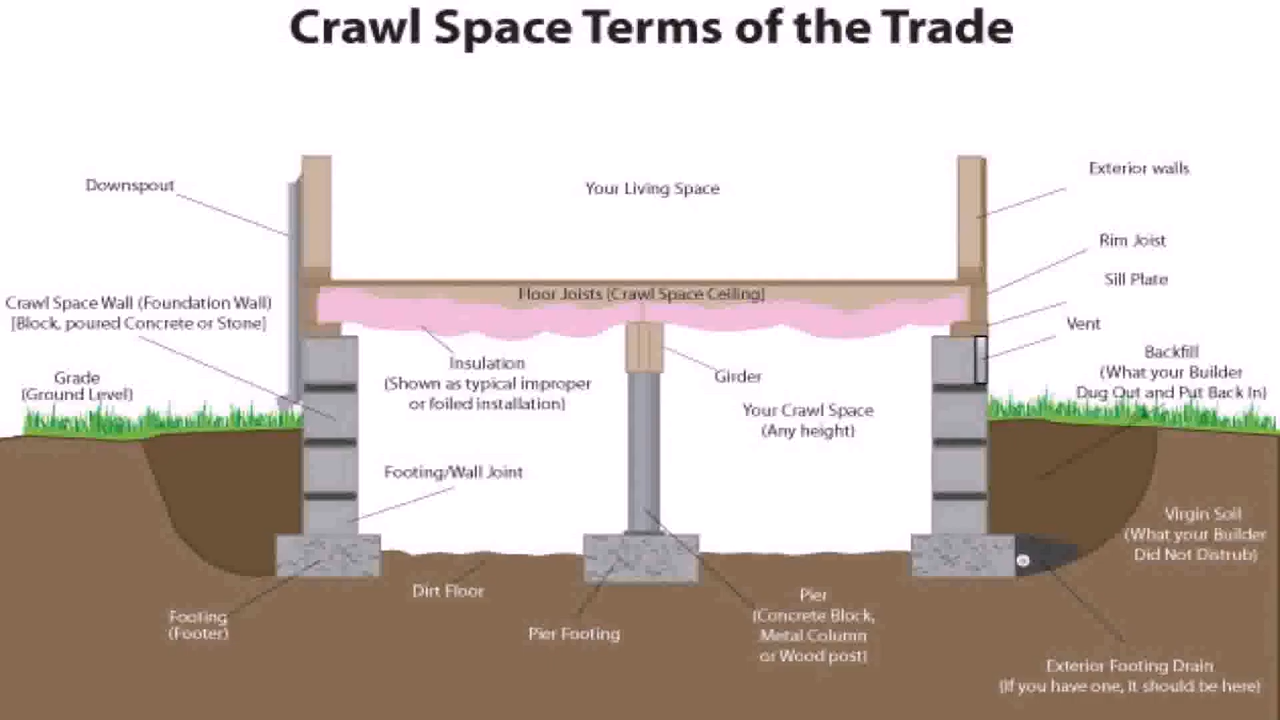 Crawl Space Terms of the Trade
Downspout
Your Living Space
Exterior walls
Rim Joist
Sill Plate
Crawl Space Wall (Foundation Wall)
[Block, poured Concrete or Stone]
Floor Joists [Crawl Space Ceiling]
Vent
Insulation
(Shown as typical improper
or foiled installation)
Girder
Backfill
(What your Builder
Dug Out and Put Back In)
Grade
(Ground Level)
Your Crawl Space
(Any height)
Footing/Wall Joint
Virgin Soil
(What your Builder
Did Not Distrub)
Dirt Floor
Footing
(Footer)
Pier Footing
Pier
(Concrete Block,
Metal Column
or Wood post)
Exterior Footing Drain
(If you have one, It should be here)